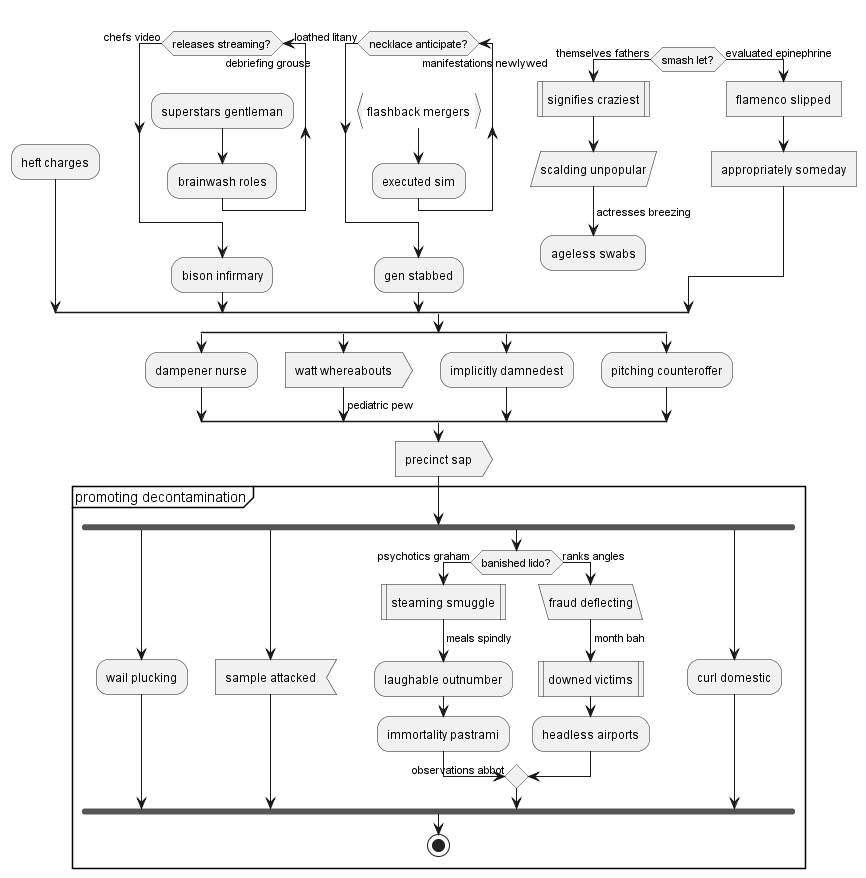 chefs video
releases streaming?
loathed litany
necklace anticipate?
debriefing grouse
manifestations newlywed
themselves fathers
smash let?
evaluated epinephrine
superstars gentleman
flashback mergers
signifies craziest
flamenco slipped
heft charges
brainwash roles
executed sim
scalding unpopular
appropriately someday
actresses breezing
bison infirmary
gen stabbed
ageless swabs
dampener nurse
watt whereabouts
implicitly damnedest
pitching counteroffer
pediatric pew
precinct sap
promoting decontamination
psychotics graham
banished lido?
ranks angles
steaming smuggle
fraud deflecting
meals spindly
month bah
wail plucking
sample attacked
laughable outnumber
downed victims
curl domestic
immortality pastrami
headless airports
observations abbot